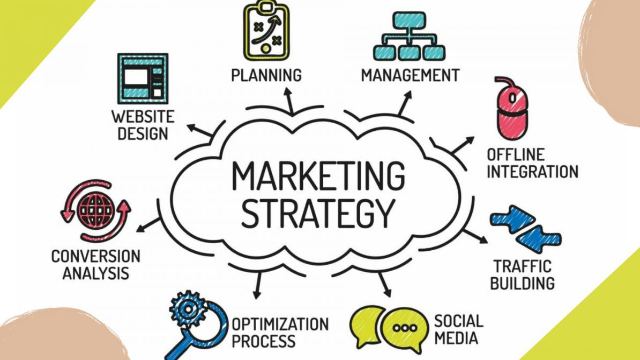 PLANNING
MANAGEMENT
WEBSITE
DESIGN
OFFLINE
INTEGRATION
MARKETING
STRATEGY
CONVERSION
ANALYSIS
TRAFFIC
BUILDING
OPTIMIZATION
PROCESS
SOCIAL
MEDIA